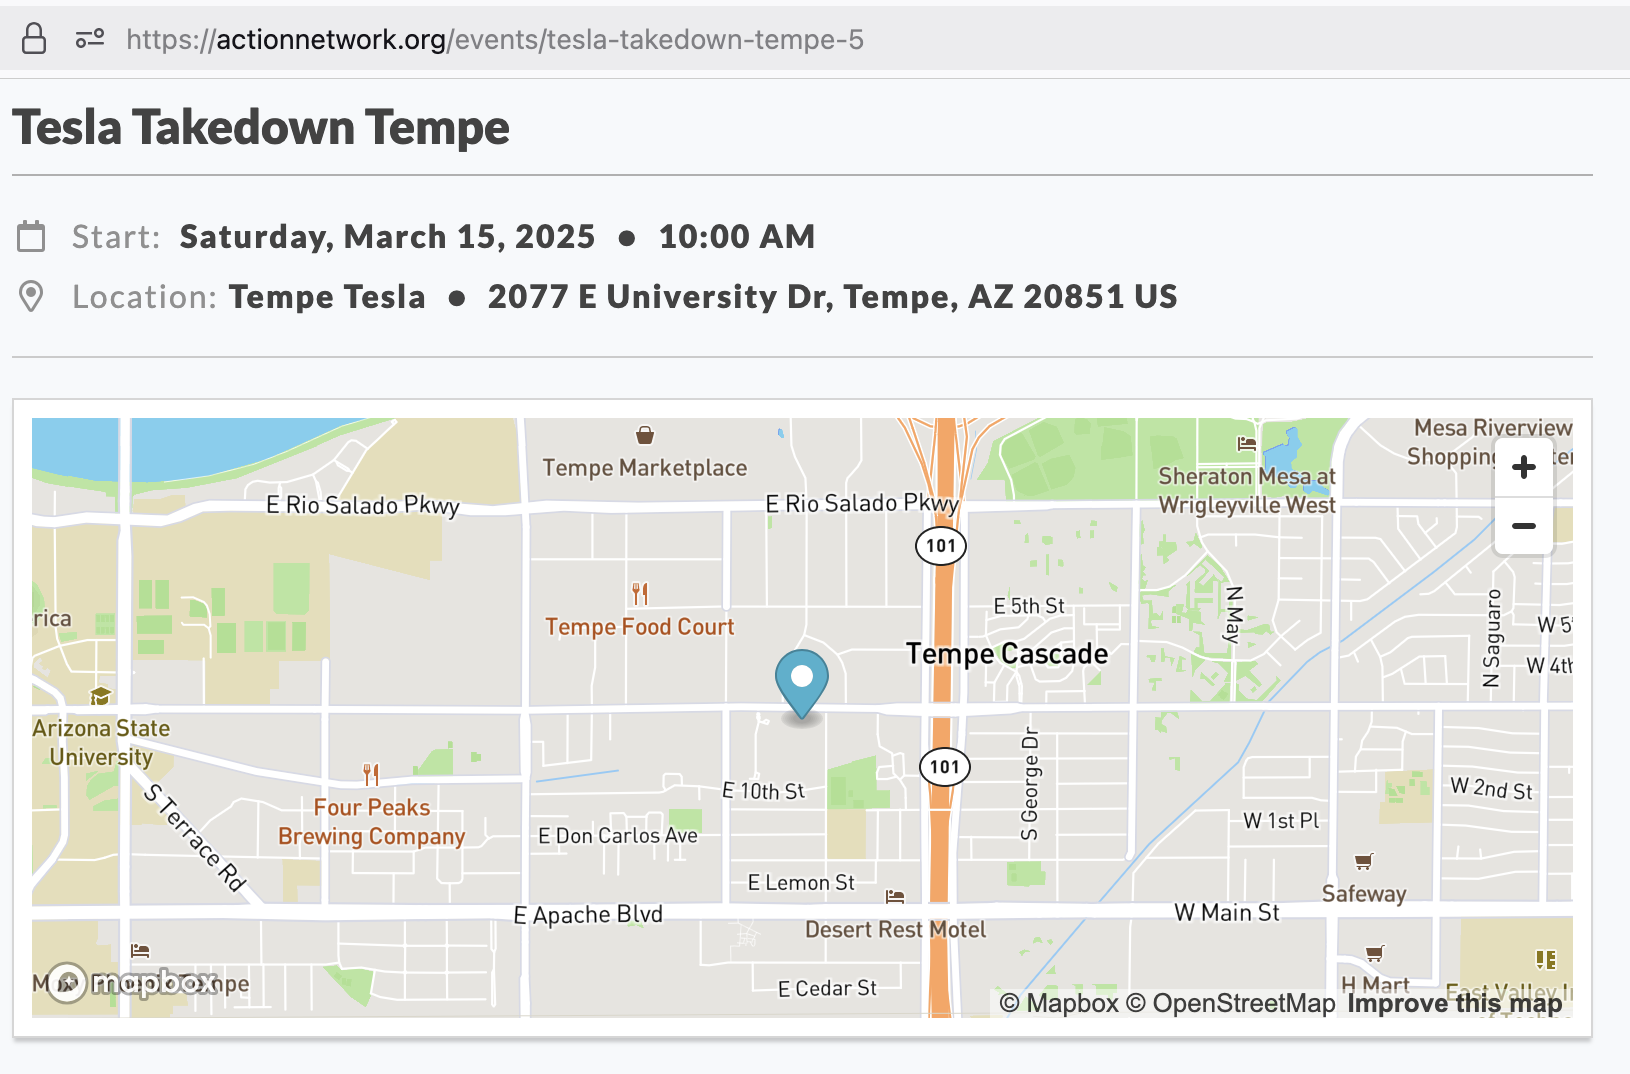 https://actionnetwork.org/events/tesla-takedown-tempe-5
Tesla Takedown Tempe
Start: Saturday, March 15, 2025 ● 10:00 AM
Location: Tempe Tesla ● 2077 E University Dr, Tempe, AZ 20851 US
Mesa Riverview
Shopping
Tempe Marketplace
Sheraton Mesa at
Wrigleyville West
E Rio Salado Pkwy
E Rio Salado Pkwy
101
E 5th St
N May
N Saguaro
rica
Tempe Food Court
W 5
Tempe Cascade
W 4th
Arizona State
University
S George Dr
101
E 10th St
W 2nd St
S Terrace Rd
Four Peaks
Brewing Company
E Don Carlos Ave
W 1st Pl
E Lemon St
Safeway
E Apache Blvd
W Main St
Desert Rest Motel
mapbox
E Cedar St
H Mart
East Valley I
© Mapbox © OpenStreetMap Improve this map